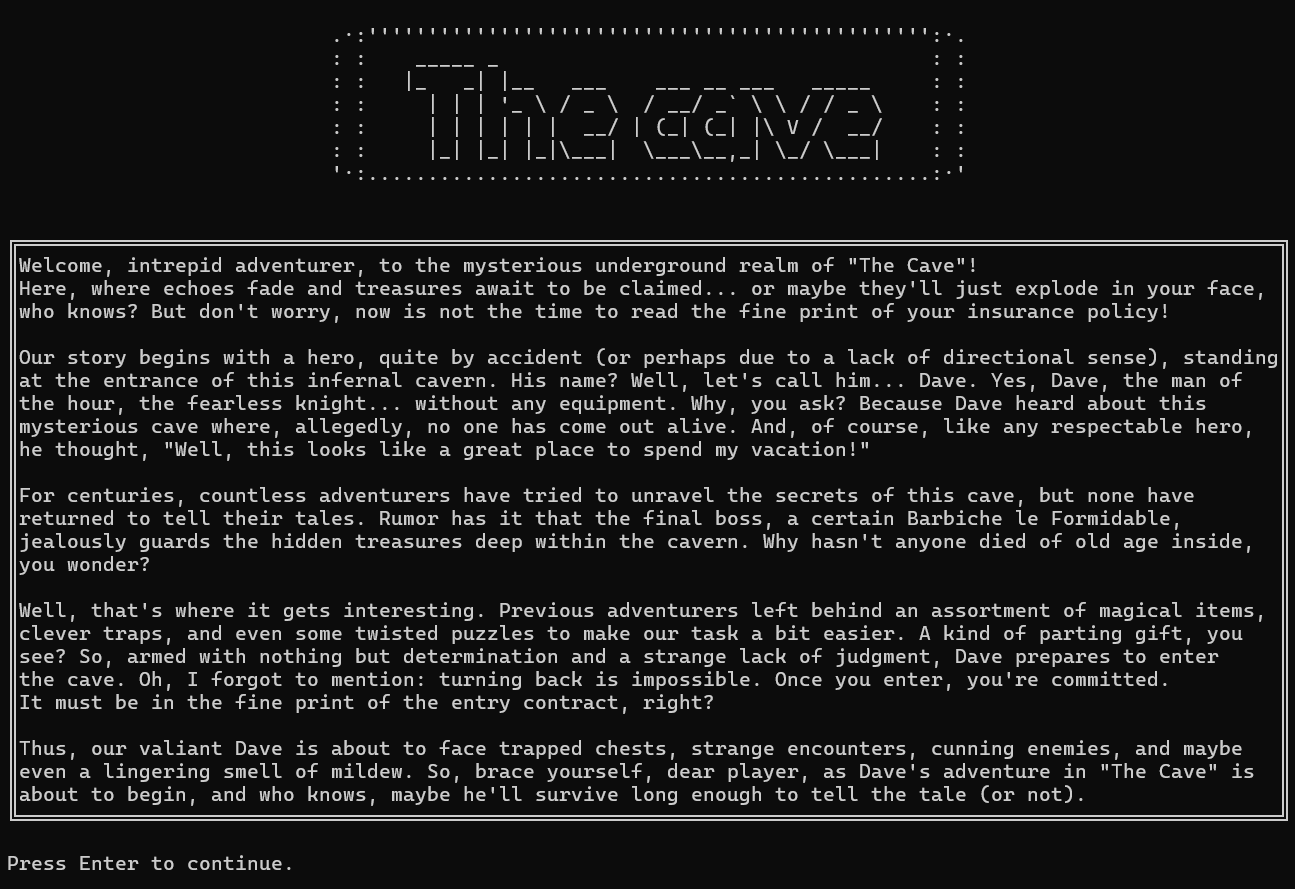 The cave
Welcome, intrepid adventurer, to the mysterious underground realm of "The Cave"!
Here, where echoes fade and treasures await to be claimed... or maybe they'll just explode in your face,
who knows? But don't worry, now is not the time to read the fine print of your insurance policy!
Our story begins with a hero, quite by accident (or perhaps due to a lack of directional sense), standing
at the entrance of this infernal cavern. His name? Well, let's call him... Dave. Yes, Dave, the man of
the hour, the fearless knight... without any equipment. Why, you ask? Because Dave heard about this
mysterious cave where, allegedly, no one has come out alive. And, of course, like any respectable hero,
he thought, "Well, this looks like a great place to spend my vacation!"
For centuries, countless adventurers have tried to unravel the secrets of this cave, but none have
returned to tell their tales. Rumor has it that the final boss, a certain Barbiche le Formidable,
jealously guards the hidden treasures deep within the cavern. Why hasn't anyone died of old age inside,
you wonder?
Well, that's where it gets interesting. Previous adventurers left behind an assortment of magical items,
clever traps, and even some twisted puzzles to make our task a bit easier. A kind of parting gift, you
see? So, armed with nothing but determination and a strange lack of judgment, Dave prepares to enter
the cave. Oh, I forgot to mention: turning back is impossible. Once you enter, you're committed.
It must be in the fine print of the entry contract, right?
Thus, our valiant Dave is about to face trapped chests, strange encounters, cunning enemies, and maybe
even a lingering smell of mildew. So, brace yourself, dear player, as Dave's adventure in "The Cave" is
about to begin, and who knows, maybe he'll survive long enough to tell the tale (or not).
Press Enter to continue.